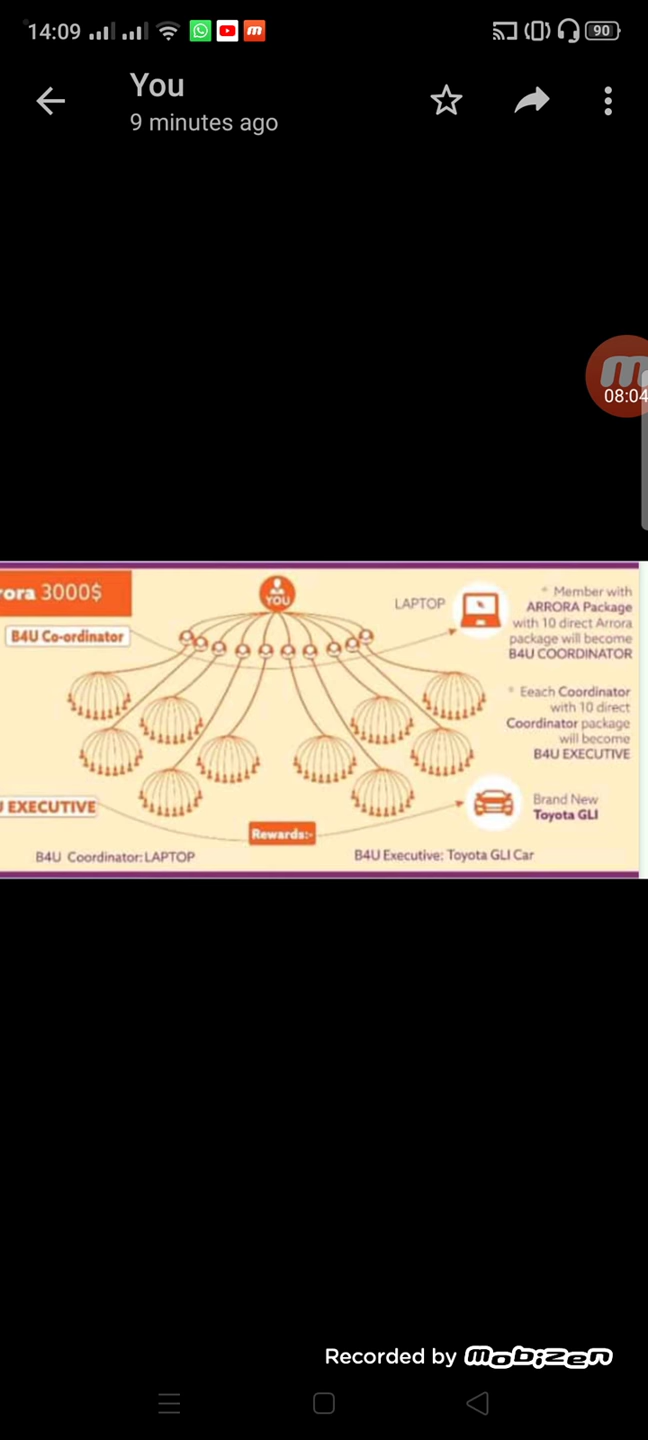 14:09
90
You
9 minutes ago
08:04
rora 3000$
YOU
LAPTOP
B4U Co-ordinator
* Member with
ARRORA Package
with 10 direct Arrora
package will become
B4U COORDINATOR
* Eeach Coordinator
with 10 direct
Coordinator package
will become
B4U EXECUTIVE
U EXECUTIVE
Rewards:-
Brand New
Toyota GLI
B4U Coordinator: LAPTOP
B4U Executive: Toyota GLI Car
Recorded by Mobizen